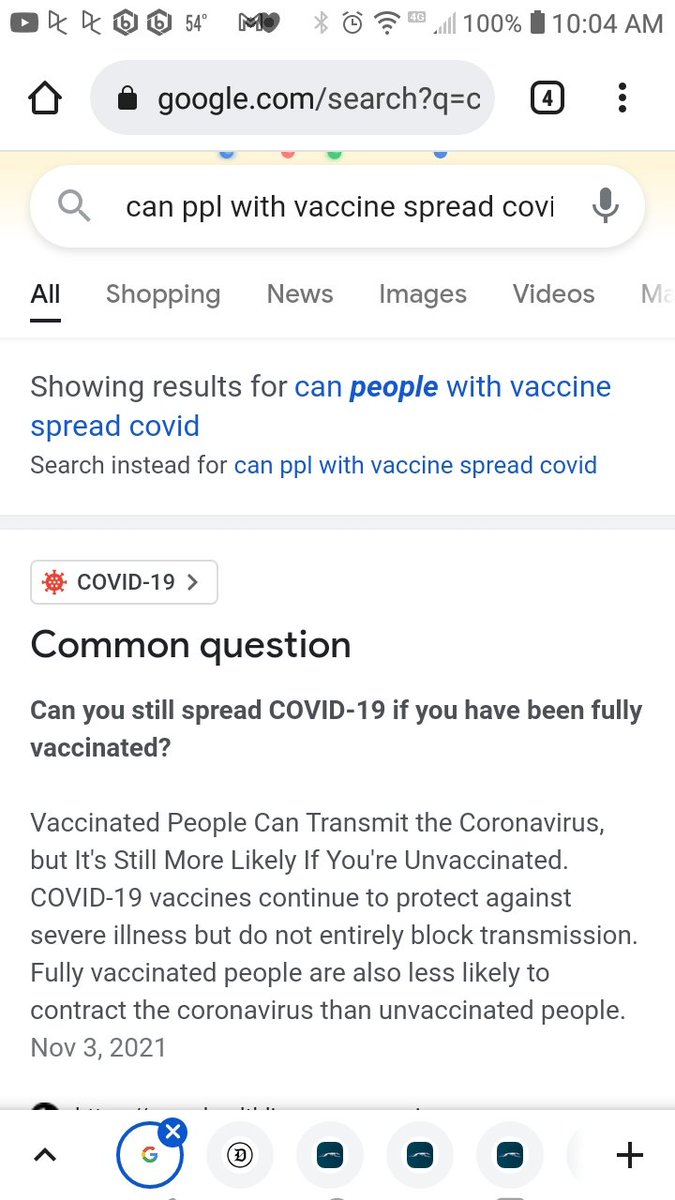 54°
4G
100%
10:04 AM
google.com/search?q=c
4
can ppl with vaccine spread covi
All Shopping News Images Videos Ma
Showing results for can people with vaccine
spread covid
Search instead for can ppl with vaccine spread covid
COVID-19 >
Common question
Can you still spread COVID-19 if you have been fully
vaccinated?
Vaccinated People Can Transmit the Coronavirus,
but It's Still More Likely If You're Unvaccinated.
COVID-19 vaccines continue to protect against
severe illness but do not entirely block transmission.
Fully vaccinated people are also less likely to
contract the coronavirus than unvaccinated people.
Nov 3, 2021